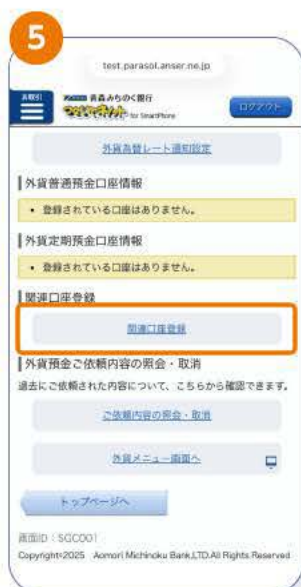 5
test.parasol.anser.ne.jp
お取引
青森みちのく銀行
for SmartPhone
ログアウト
外貨為替レート通知設定
外貨普通預金口座情報
• 登録されている口座はありません。
外貨定期預金口座情報
• 登録されている口座はありません。
関連口座登録
関連口座登録
外貨預金ご依頼内容の照会・取消
過去にご依頼された内容について、こちらから確認できます。
ご依頼内容の照会・取消
外貨メニュー画面へ
トップページへ
画面ID：SGC001
Copyright©2025 Aomori Michinoku Bank,LTD.All Rights Reserved